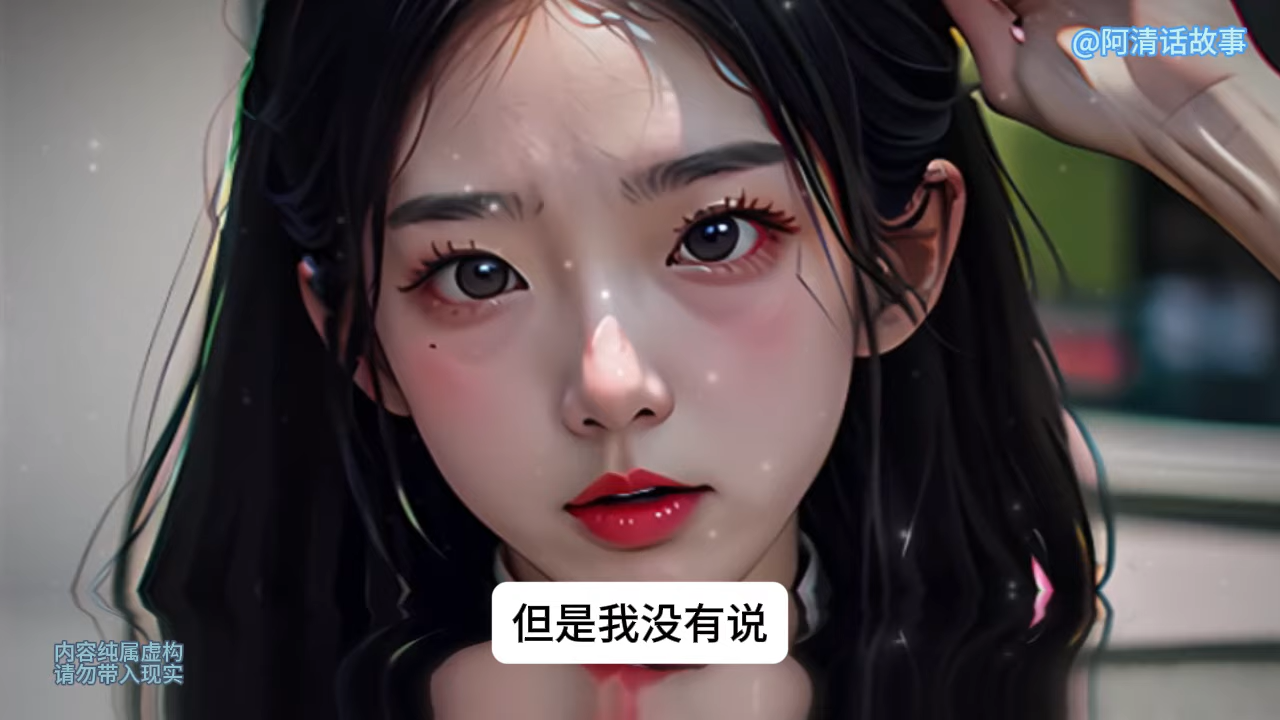 @阿清话故事
但是我没有说
内容纯属虚构
请勿带入现实